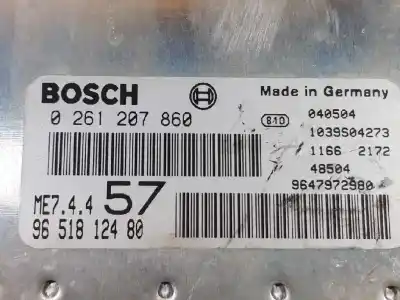 BOSCH
Made in Germany
0 261 207 860
810
040504
1039S04273
1166 2172
48504
9647972980
ME7.4.4 57
96 518 124 80